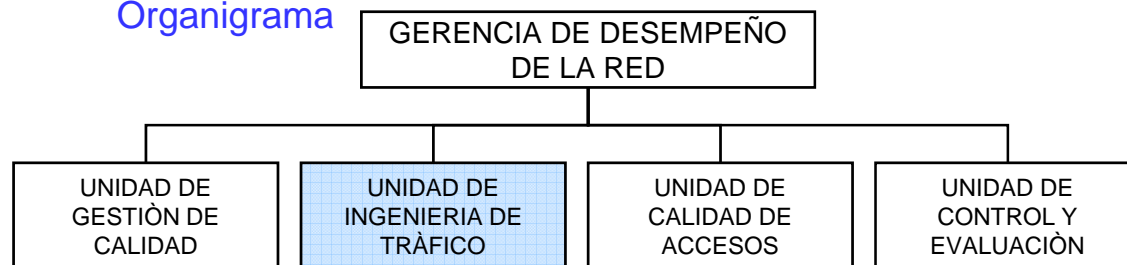 Organigrama
GERENCIA DE DESEMPEÑO
DE LA RED
UNIDAD DE
GESTIÒN DE
CALIDAD
UNIDAD DE
INGENIERIA DE
TRÀFICO
UNIDAD DE
CALIDAD DE
ACCESOS
UNIDAD DE
CONTROL Y
EVALUACIÒN